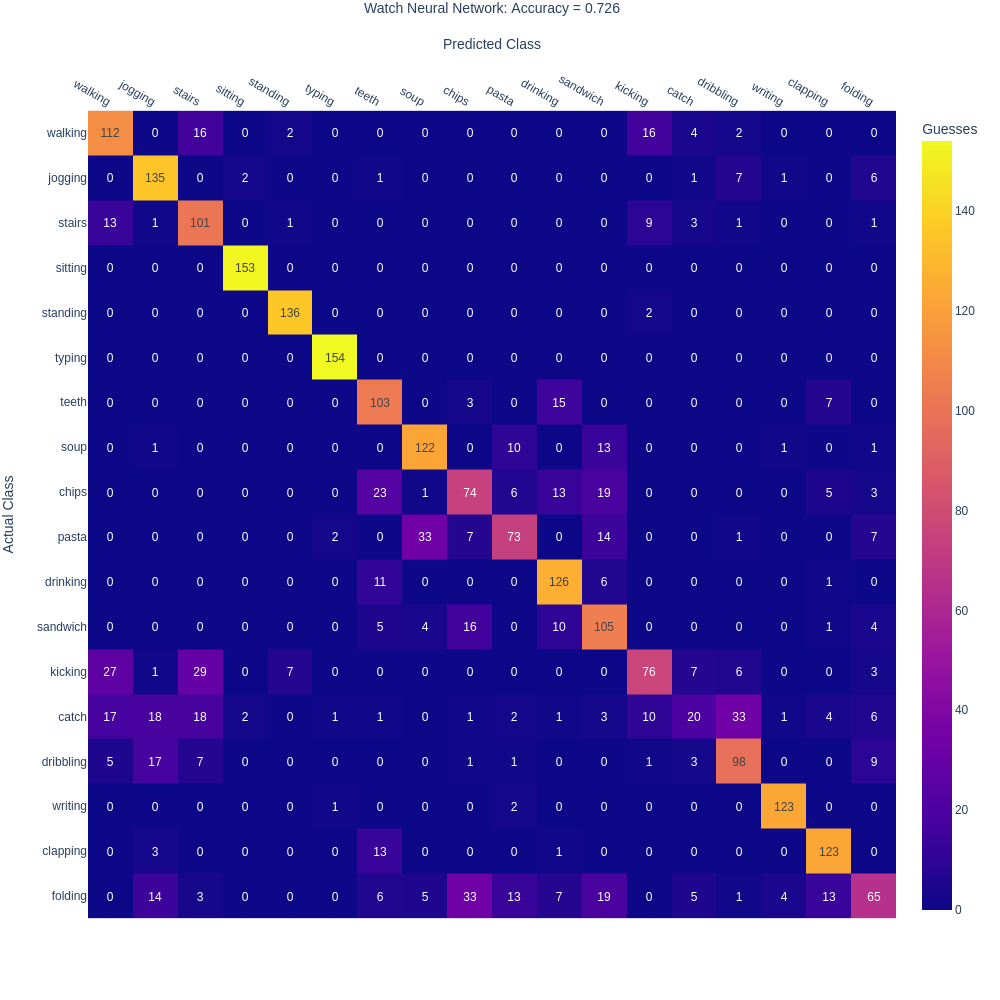 Watch Neural Network: Accuracy = 0.726
Predicted Class
walking jogging stairs sitting standing typing teeth soup chips pasta drinking sandwich kicking catch dribbling writing clapping folding
Guesses
walking 112 0 16 0 2 0 0 0 0 0 0 0 16 4 2 0 0 0
jogging 0 135 0 2 0 0 1 0 0 0 0 0 0 1 7 1 0 6
stairs 13 1 101 0 1 0 0 0 0 0 0 0 9 3 1 0 0 1
sitting 0 0 0 153 0 0 0 0 0 0 0 0 0 0 0 0 0 0
standing 0 0 0 0 136 0 0 0 0 0 0 0 2 0 0 0 0 0
typing 0 0 0 0 0 154 0 0 0 0 0 0 0 0 0 0 0 0
teeth 0 0 0 0 0 0 103 0 3 0 15 0 0 0 0 0 7 0
soup 0 1 0 0 0 0 0 122 0 10 0 13 0 0 0 1 0 1
chips 0 0 0 0 0 0 23 1 74 6 13 19 0 0 0 0 5 3
pasta 0 0 0 0 0 2 0 33 7 73 0 14 0 0 1 0 0 7
drinking 0 0 0 0 0 0 11 0 0 0 126 6 0 0 0 0 1 0
sandwich 0 0 0 0 0 0 5 4 16 0 10 105 0 0 0 0 1 4
kicking 27 1 29 0 7 0 0 0 0 0 0 0 76 7 6 0 0 3
catch 17 18 18 2 0 1 1 0 1 2 1 3 10 20 33 1 4 6
dribbling 5 17 7 0 0 0 0 0 1 1 0 0 1 3 98 0 0 9
writing 0 0 0 0 0 1 0 0 0 2 0 0 0 0 0 123 0 0
clapping 0 3 0 0 0 0 13 0 0 0 1 0 0 0 0 0 123 0
folding 0 14 3 0 0 0 6 5 33 13 7 19 0 5 1 4 13 65
Actual Class
140
120
100
80
60
40
20
0